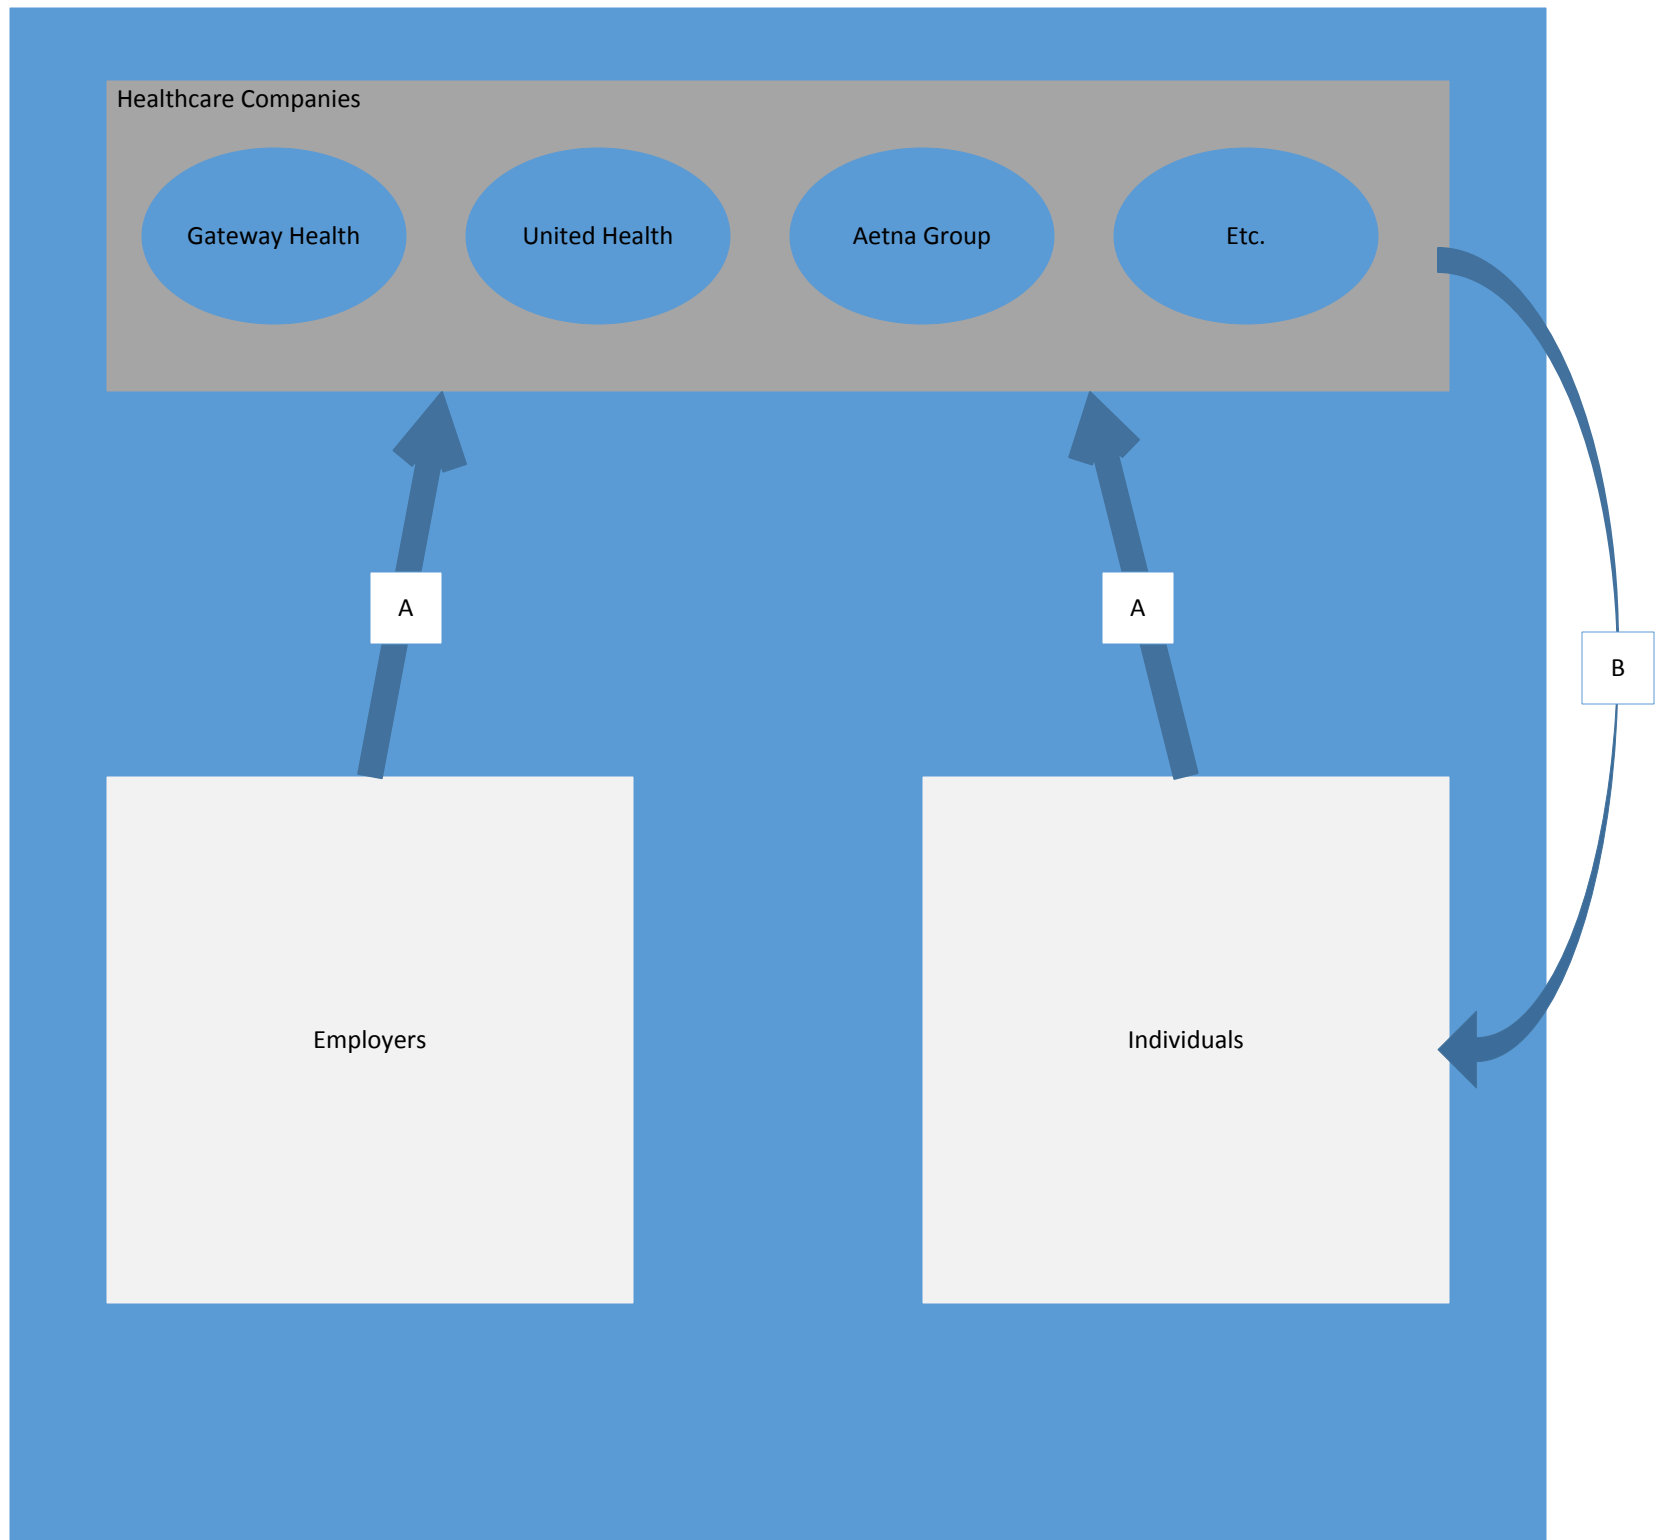 Healthcare Companies
Gateway Health
United Health
Aetna Group
Etc.
A
A
B
Employers
Individuals